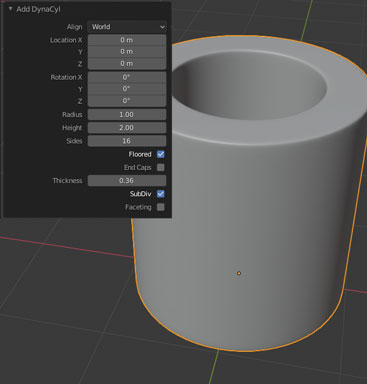 Add DynaCyl
Align World
Location X 0 m
Y 0 m
Z 0 m
Rotation X 0°
Y 0°
Z 0°
Radius 1.00
Height 2.00
Sides 16
Floored
End Caps
Thickness 0.36
SubDiv
Faceting